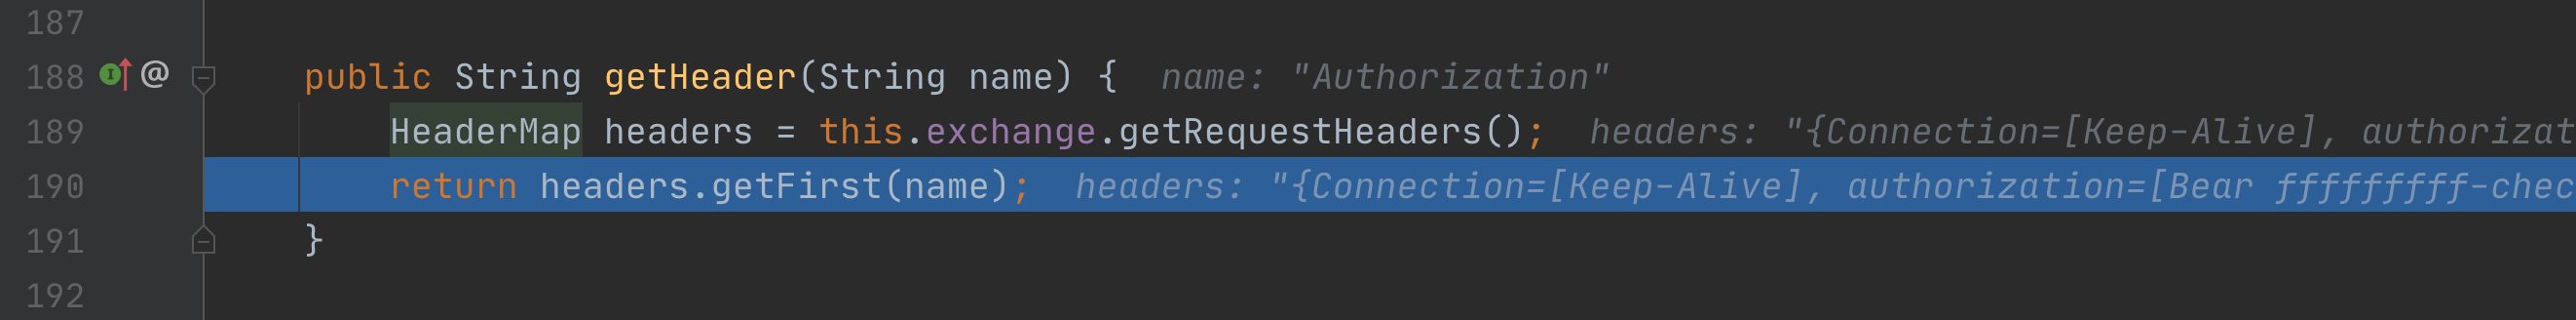 187
188 @ public String getHeader(String name) { name: "Authorization"
189 HeaderMap headers = this.exchange.getRequestHeaders(); headers: "{Connection=[Keep-Alive], authorizat
190 return headers.getFirst(name); headers: "{Connection=[Keep-Alive], authorization=[Bear fffffffff-chec
191 }
192